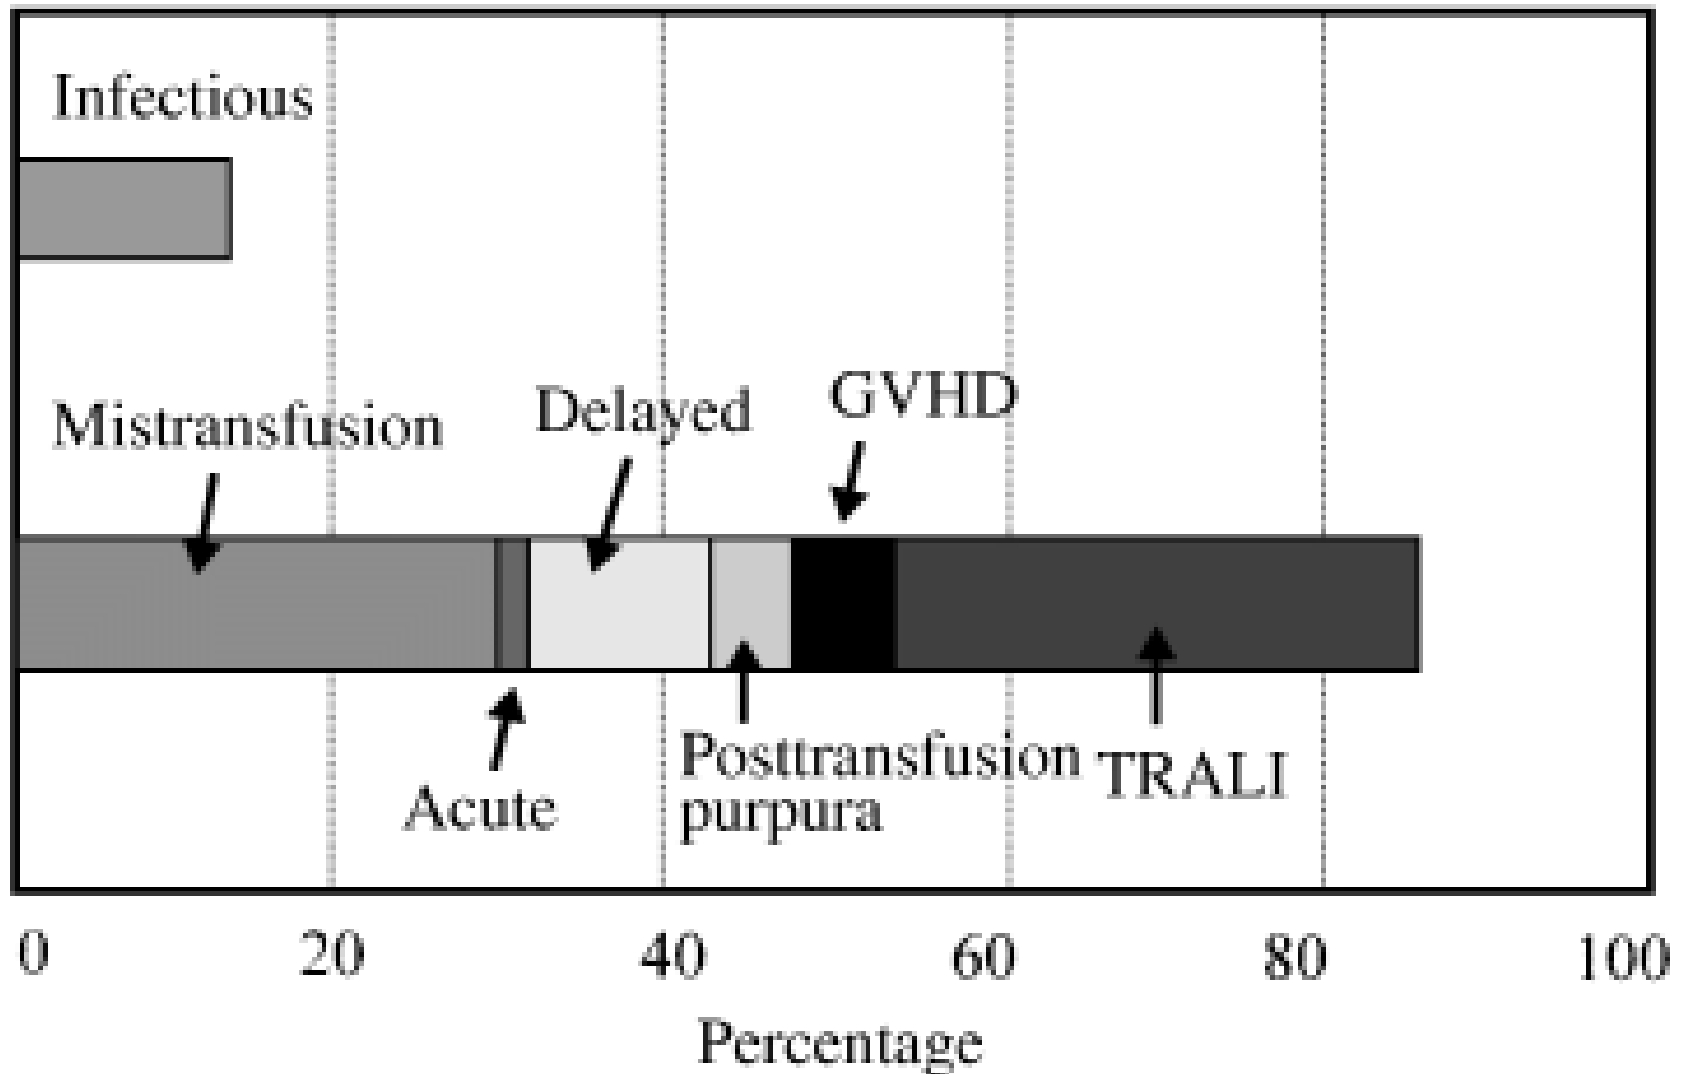 Infectious
Mistransfusion
Delayed
GVHD
Acute
Posttransfusion
purpura
TRALI
0 20 40 60 80 100
Percentage